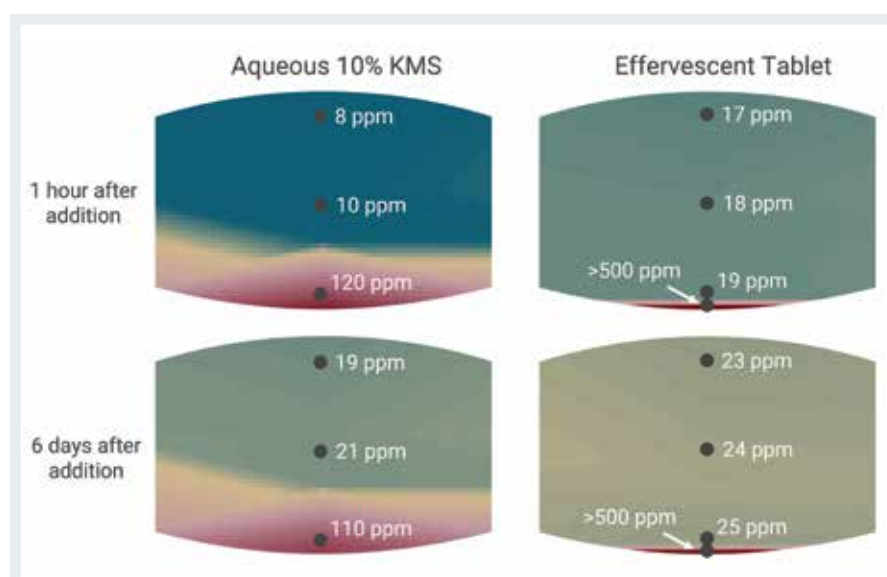 Aqueous 10% KMS
Effervescent Tablet
1 hour after
addition
8 ppm
10 ppm
120 ppm
17 ppm
18 ppm
19 ppm
>500 ppm
6 days after
addition
19 ppm
21 ppm
110 ppm
23 ppm
24 ppm
25 ppm
>500 ppm